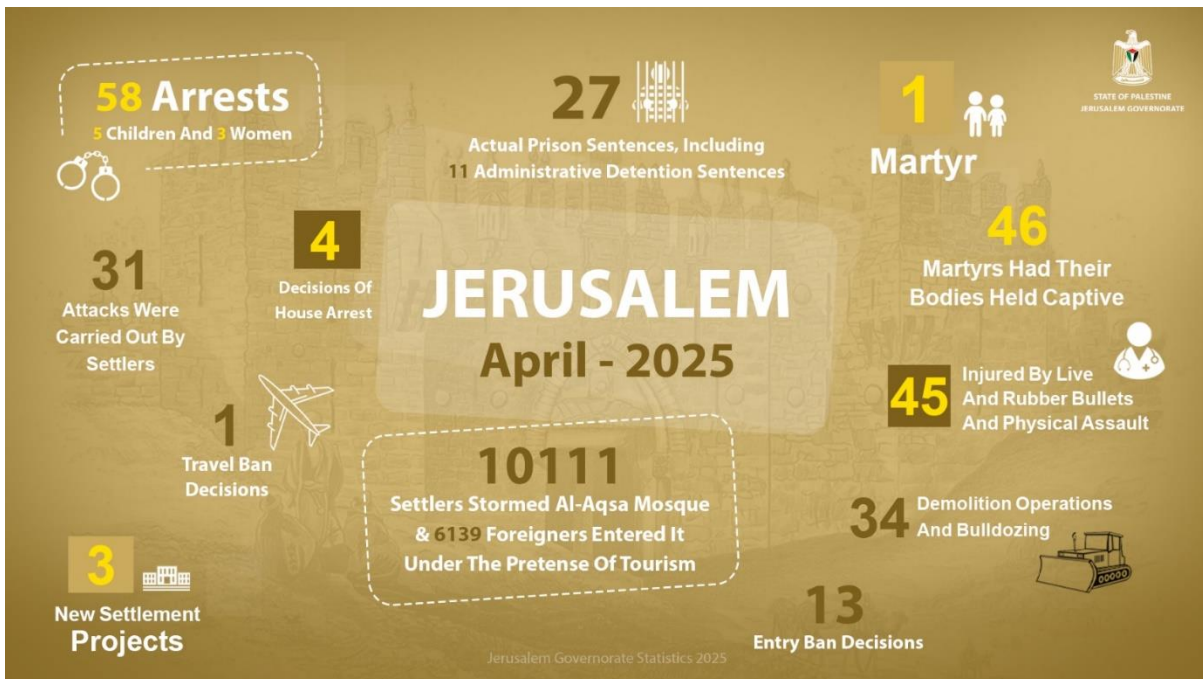 58 Arrests
5 Children And 3 Women
27
Actual Prison Sentences, Including
11 Administrative Detention Sentences
1
Martyr
STATE OF PALESTINE
JERUSALEM GOVERNORATE
31
Attacks Were
Carried Out By
Settlers
4
Decisions Of
House Arrest
JERUSALEM
April - 2025
46
Martyrs Had Their
Bodies Held Captive
45
Injured By Live
And Rubber Bullets
And Physical Assault
1
Travel Ban
Decisions
10111
Settlers Stormed Al-Aqsa Mosque
& 6139 Foreigners Entered It
Under The Pretense Of Tourism
34
Demolition Operations
And Bulldozing
3
New Settlement
Projects
13
Entry Ban Decisions
Jerusalem Governorate Statistics 2025